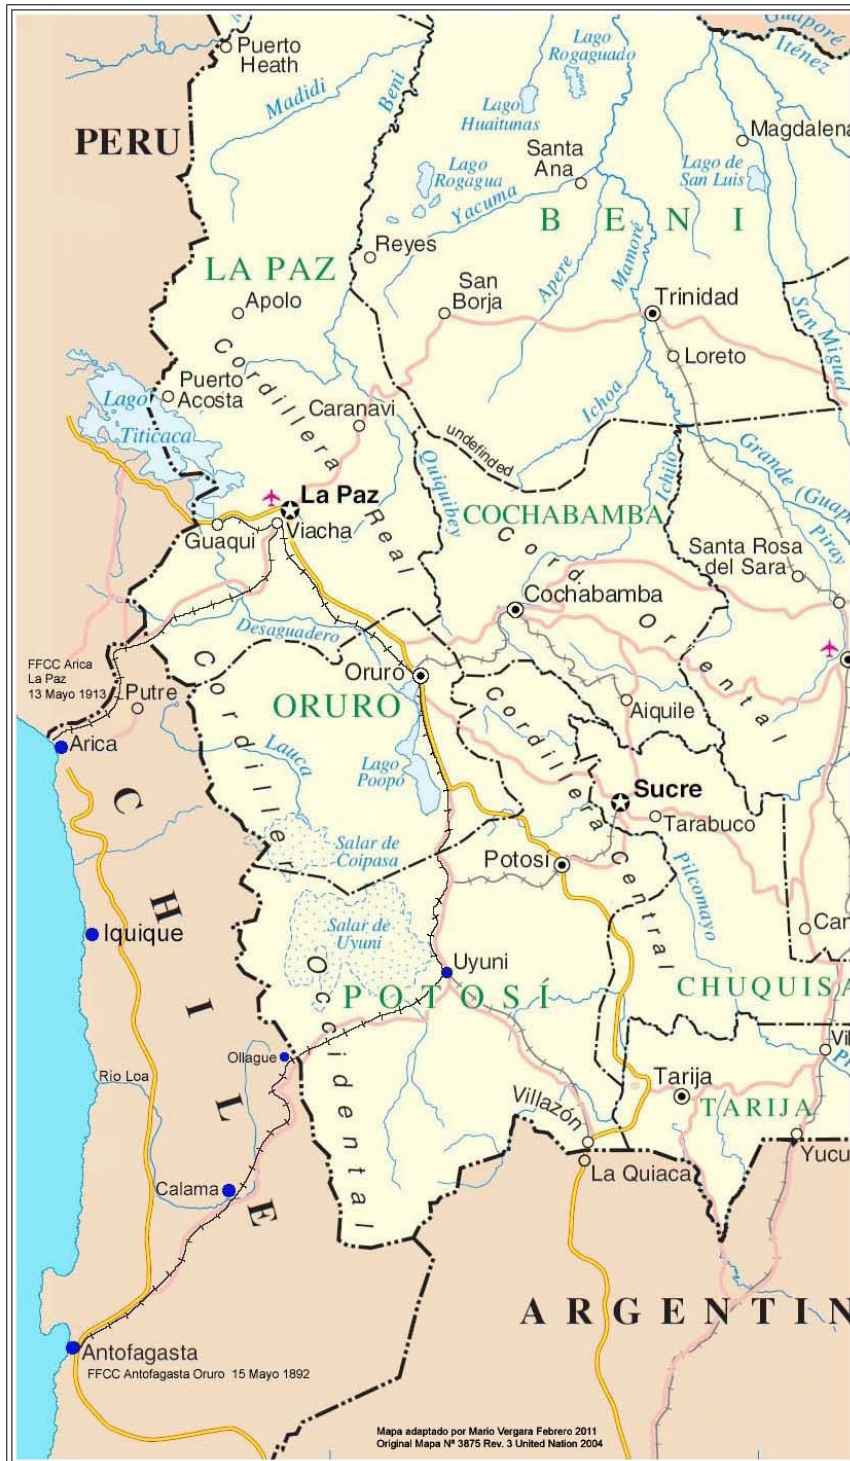 Puerto
Heath
Madidi
Beni
Lago
Rogaguado
Guaporé
Iténez
PERU
Lago
Huaitunas
Santa
Ana
Magdalena
Lago
Rogagua
Yacuma
Lago de
San Luis
BENI
Reyes
LA PAZ
Apolo
San
Borja
Apere
Mamoré
Trinidad
San Miguel
Loreto
Puerto
Acosta
Lago
Titicaca
Caranavi
Ichoa
undefinded
Cordillera Real
Quiquibey
Ichilo
Grande
Piray
La Paz
Viacha
Guaqui
COCHABAMBA
Santa Rosa
del Sara
Cochabamba
Cord. Oriental
Desaguadero
FFCC Arica
La Paz
13 Mayo 1913
Putre
Oruro
ORURO
Aiquile
Arica
Lauca
Lago
Poopó
Cordillera Central
Sucre
Tarabuco
Salar de
Coipasa
Potosí
Pilcomayo
CHILE
Iquique
Salar de
Uyuni
Uyuni
Cordiller Occidental
POTOSÍ
CHUQUISA
Ollague
Rio Loa
Tarija
TARIJA
Villazón
Yucu
La Quiaca
Calama
ARGENTIN
Antofagasta
FFCC Antofagasta Oruro 15 Mayo 1892
Mapa adaptado por Mario Vergara Febrero 2011
Original Mapa Nº 3875 Rev. 3 United Nation 2004